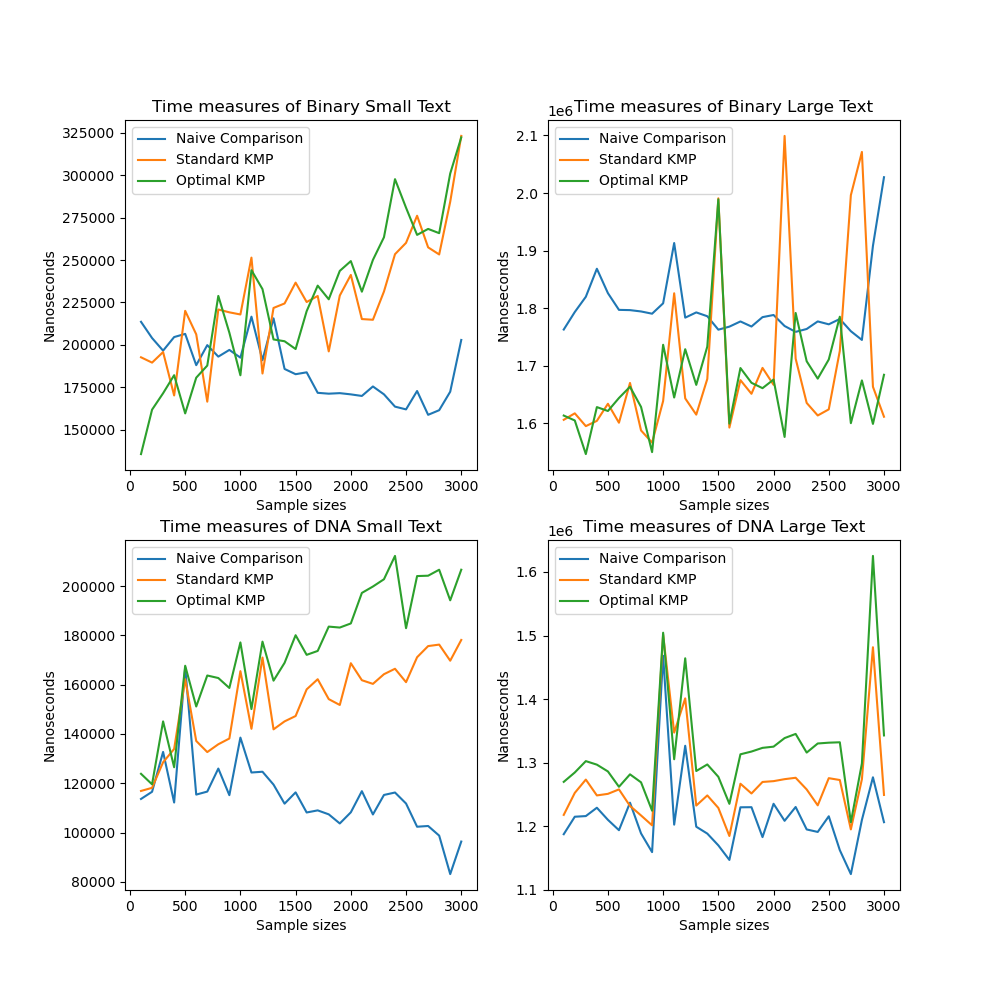 Time measures of Binary Small Text
325000
300000
275000
250000
225000
200000
175000
150000
Nanoseconds
Naive Comparison
Standard KMP
Optimal KMP
0 500 1000 1500 2000 2500 3000
Sample sizes
1e6
Time measures of Binary Large Text
2.1
2.0
1.9
1.8
1.7
1.6
Nanoseconds
Naive Comparison
Standard KMP
Optimal KMP
0 500 1000 1500 2000 2500 3000
Sample sizes
Time measures of DNA Small Text
200000
180000
160000
140000
120000
100000
80000
Nanoseconds
Naive Comparison
Standard KMP
Optimal KMP
0 500 1000 1500 2000 2500 3000
Sample sizes
1e6
Time measures of DNA Large Text
1.6
1.5
1.4
1.3
1.2
1.1
Nanoseconds
Naive Comparison
Standard KMP
Optimal KMP
0 500 1000 1500 2000 2500 3000
Sample sizes